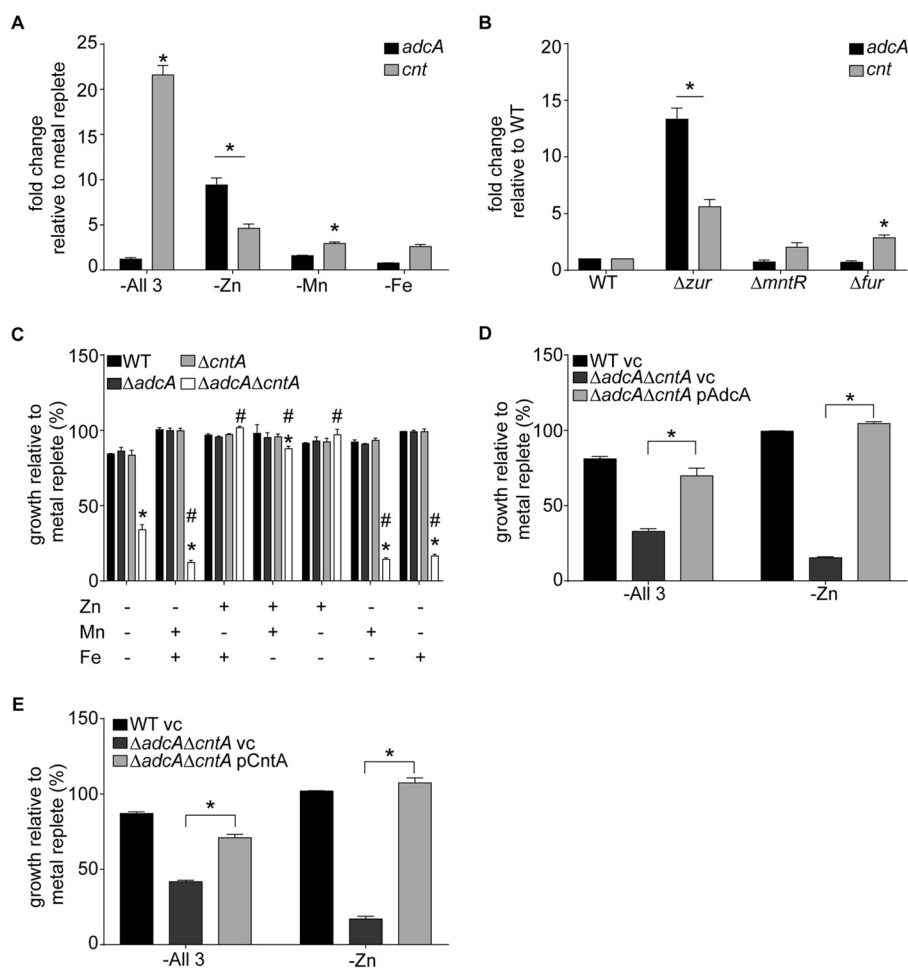 A
fold change
relative to metal replete
25
20
15
10
5
0
adcA
cnt
*
*
*
-All 3
-Zn
-Mn
-Fe
B
fold change
relative to WT
20
15
10
5
0
adcA
cnt
*
*
WT
Δzur
ΔmntR
Δfur
C
growth relative to
metal replete (%)
150
100
50
0
WT
ΔcntA
ΔadcA
ΔadcAΔcntA
# # #
*
*
# # #
* * *
Zn - - + + + - -
Mn - + - + - + -
Fe - + + - - - +
D
growth relative to
metal replete (%)
150
100
50
0
WT vc
ΔadcAΔcntA vc
ΔadcAΔcntA pAdcA
*
*
-All 3
-Zn
E
growth relative to
metal replete (%)
150
100
50
0
WT vc
ΔadcAΔcntA vc
ΔadcAΔcntA pCntA
*
*
-All 3
-Zn